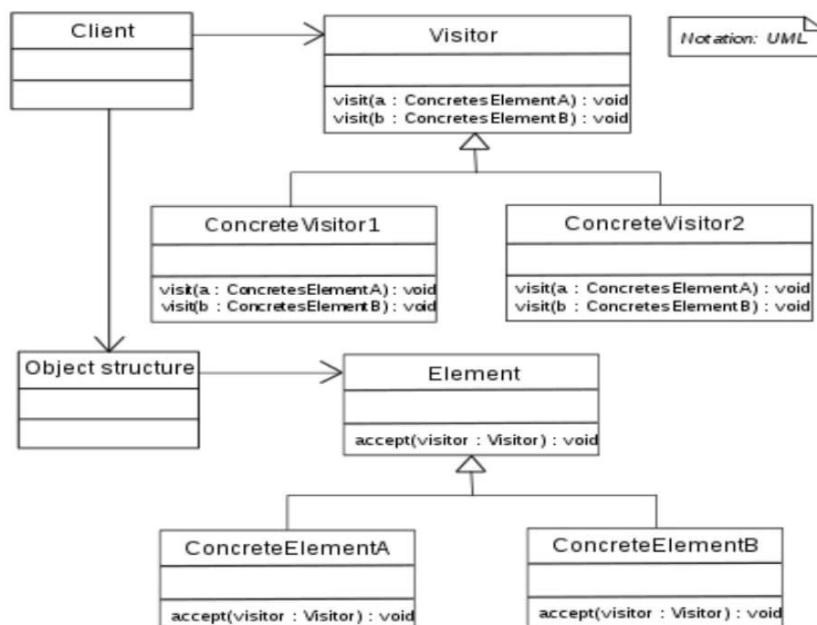 Client
Visitor
Notation: UML
visit(a : ConcretesElementA) : void
visit(b : ConcretesElementB) : void
ConcreteVisitor1
ConcreteVisitor2
visit(a : ConcretesElementA) : void
visit(b : ConcretesElementB) : void
visit(a : ConcretesElementA) : void
visit(b : ConcretesElementB) : void
Object structure
Element
accept(visitor : Visitor) : void
ConcreteElementA
ConcreteElementB
accept(visitor : Visitor) : void
accept(visitor : Visitor) : void